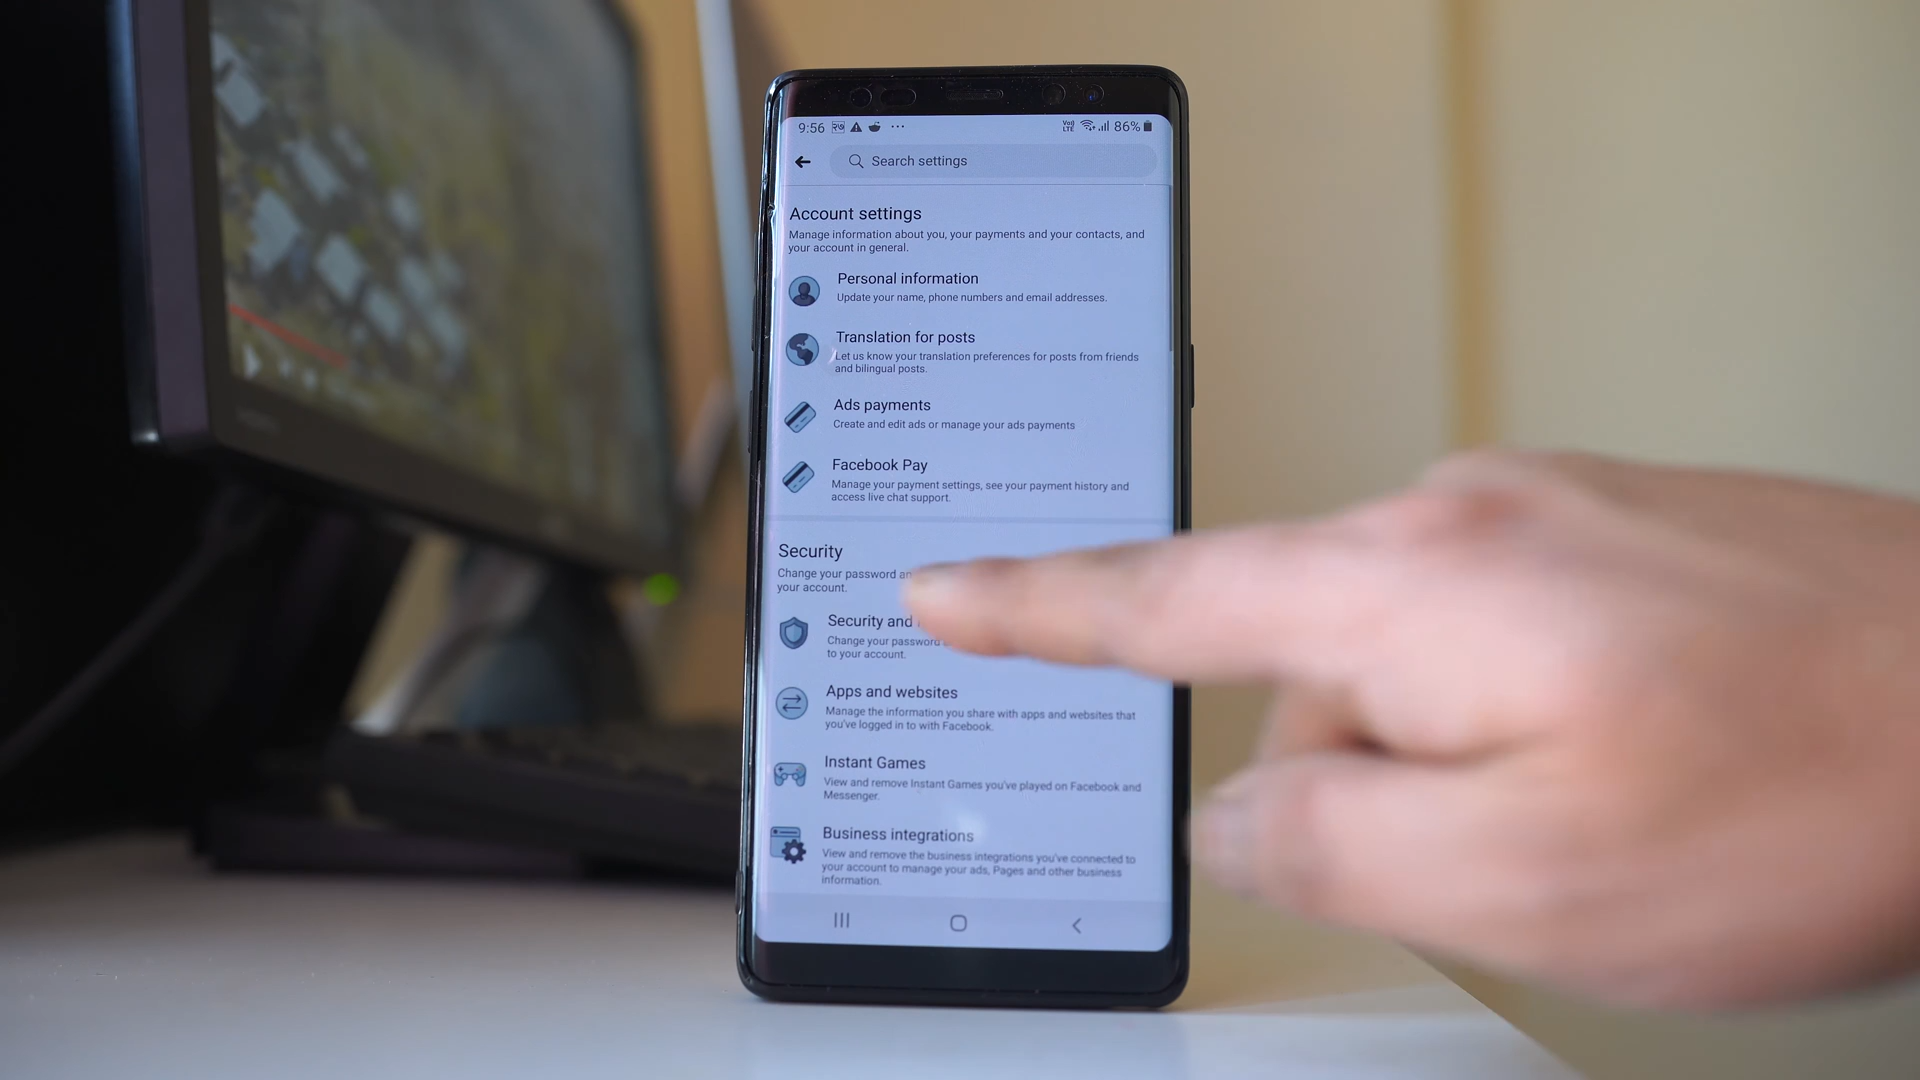 9:56 86%
Search settings
Account settings
Manage information about you, your payments and your contacts, and
your account in general.
Personal information
Update your name, phone numbers and email addresses.
Translation for posts
Let us know your translation preferences for posts from friends
and bilingual posts.
Ads payments
Create and edit ads or manage your ads payments
Facebook Pay
Manage your payment settings, see your payment history and
access live chat support.
Security
Change your password
your account.
Security and
Change your password
to your account.
Apps and websites
Manage the information you share with apps and websites that
you've logged in to with Facebook.
Instant Games
View and remove Instant Games you've played on Facebook and
Messenger.
Business integrations
View and remove the business integrations you've connected to
your account to manage your ads, Pages and other business
information.